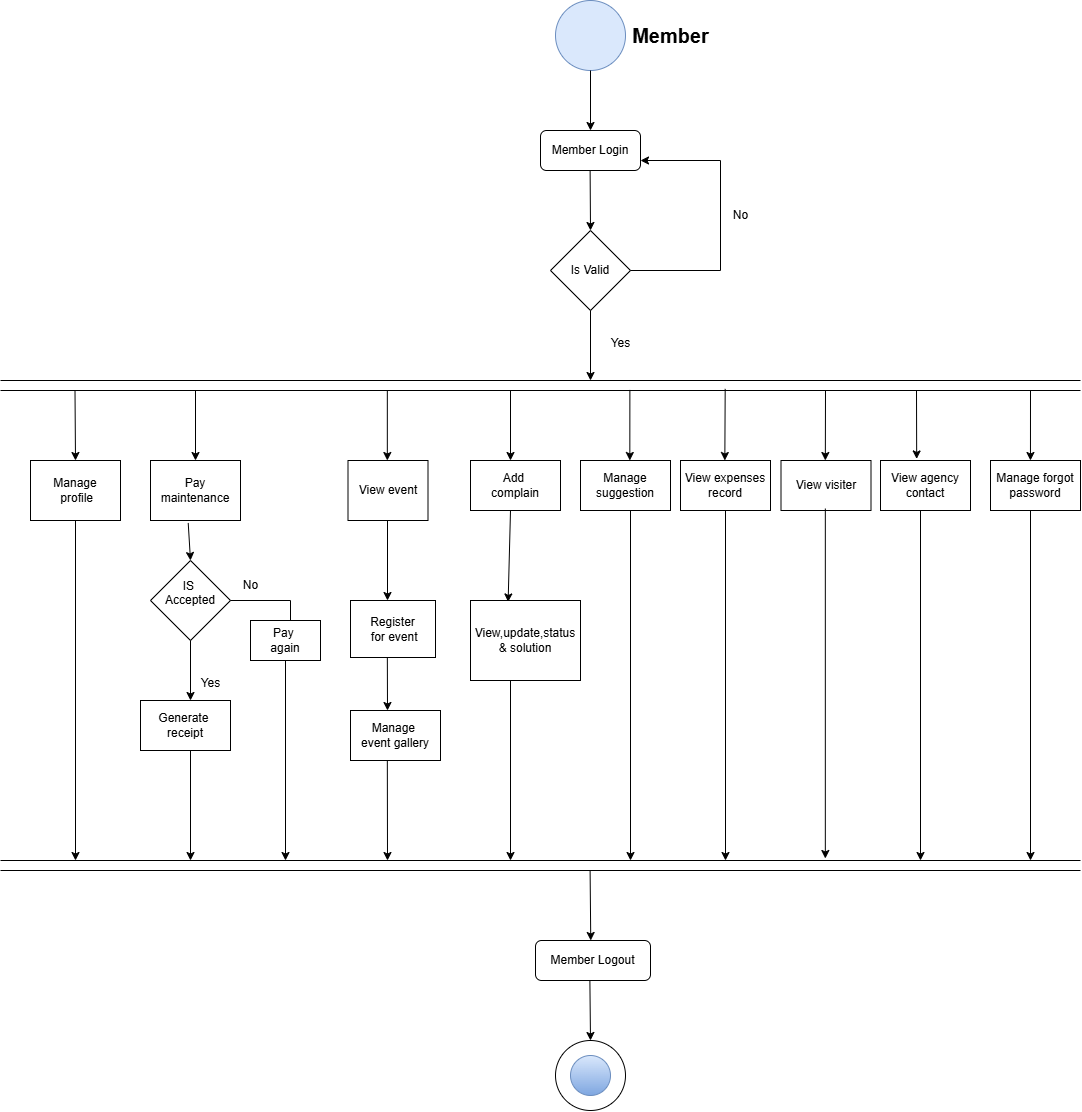 Member
Member Login
No
Is Valid
Yes
Manage
profile
Pay
maintenance
View event
Add
complain
Manage
suggestion
View expenses
record
View visiter
View agency
contact
Manage forgot
password
IS
Accepted
No
Pay
again
Yes
Generate
receipt
Register
for event
Manage
event gallery
View,update,status
& solution
Member Logout